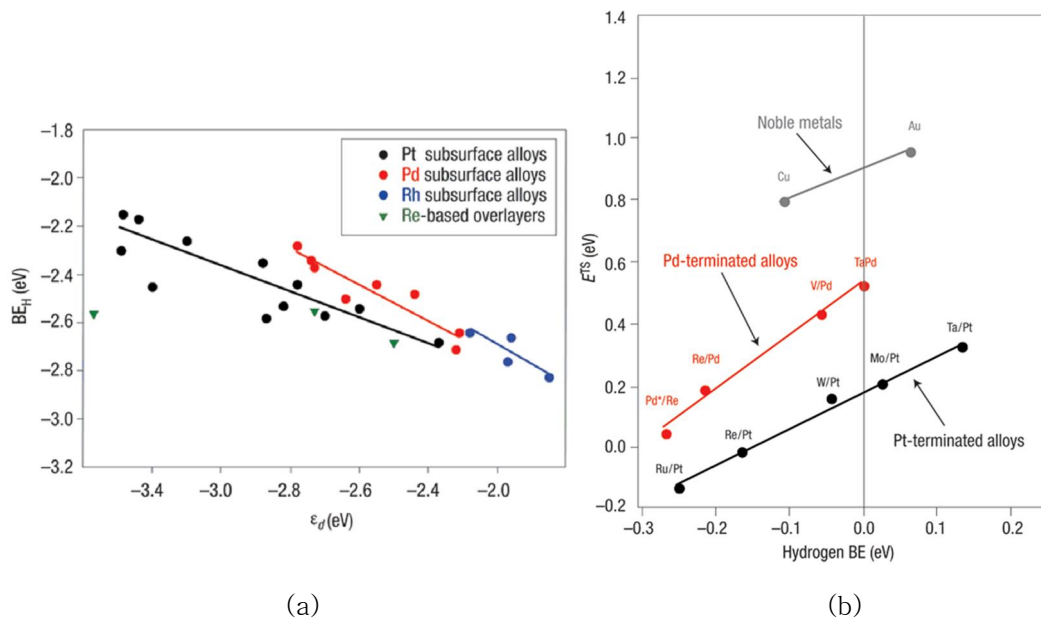 −1.8
−2.0
−2.2
−2.4
−2.6
−2.8
−3.0
−3.2
BE_H (eV)
Pt subsurface alloys
Pd subsurface alloys
Rh subsurface alloys
Re-based overlayers
−3.4 −3.0 −2.8 −2.6 −2.4 −2.0
ε_d (eV)
(a)
1.4
1.2
1.0
0.8
0.6
0.4
0.2
0.0
−0.2
E^TS (eV)
Noble metals
Au
Cu
Pd-terminated alloys
TaPd
V/Pd
Re/Pd
Pd*/Re
Ta/Pt
Mo/Pt
W/Pt
Re/Pt
Ru/Pt
Pt-terminated alloys
−0.3 −0.2 −0.1 0.0 0.1 0.2
Hydrogen BE (eV)
(b)